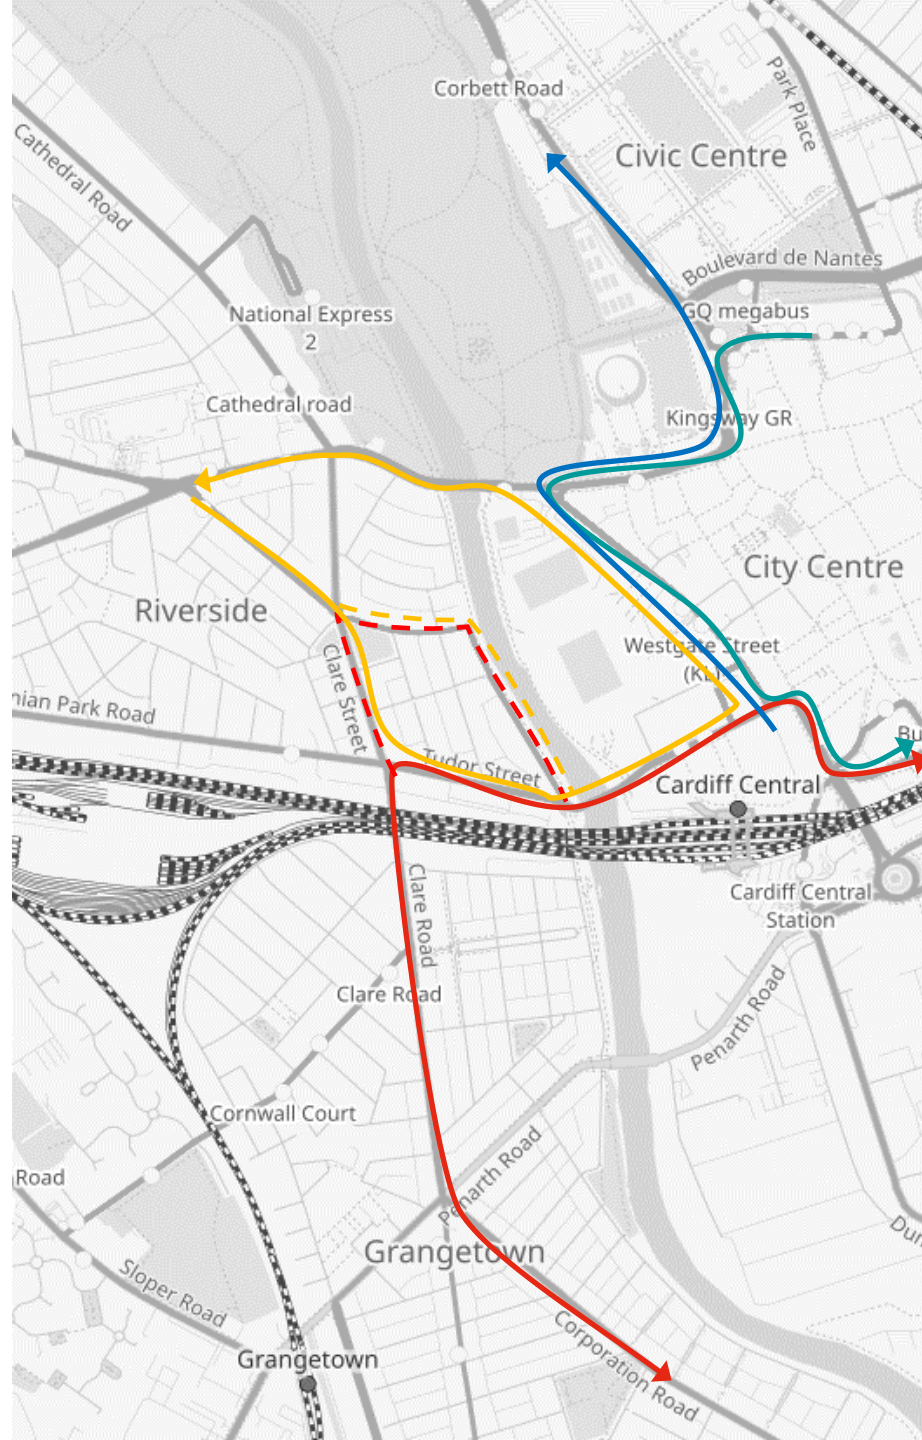 Corbett Road
Park Place
Civic Centre
Cathedral Road
Boulevard de Nantes
National Express
2
GQ megabus
Cathedral road
Kingsway GR
City Centre
Riverside
Westgate Street
Clare Street
nian Park Road
Bu
Tudor Street
Cardiff Central
Clare Road
Cardiff Central
Station
Clare Road
Penarth Road
Cornwall Court
Penarth Road
Road
Grangetown
Dum
Sloper Road
Corporation Road
Grangetown